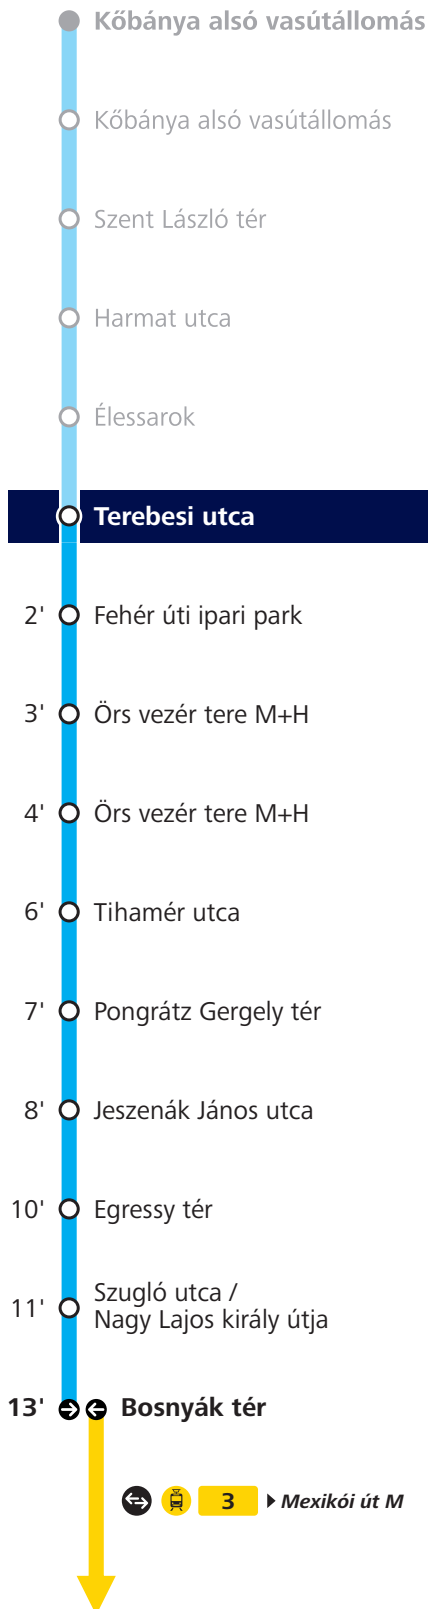 Kőbánya alsó vasútállomás
Kőbánya alsó vasútállomás
Szent László tér
Harmat utca
Élessarok
Terebesi utca
2' Fehér úti ipari park
3' Örs vezér tere M+H
4' Örs vezér tere M+H
6' Tihamér utca
7' Pongrátz Gergely tér
8' Jeszenák János utca
10' Egressy tér
11' Szugló utca /
Nagy Lajos király útja
13' Bosnyák tér
3 Mexikói út M